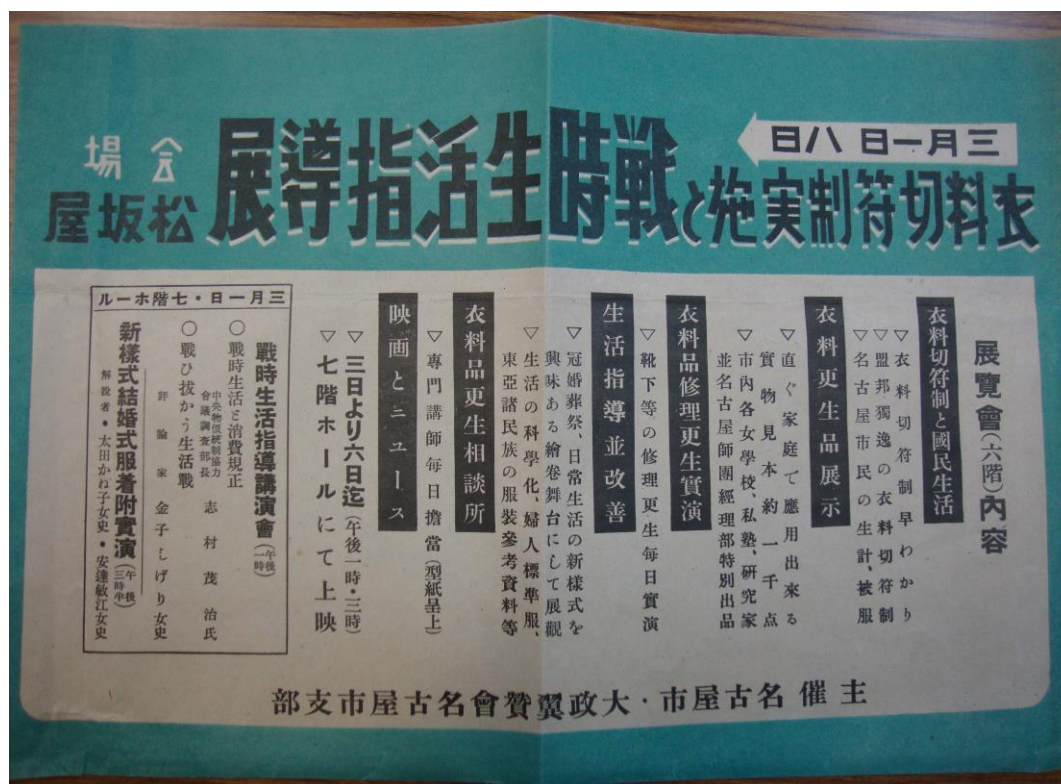 三月一日 八日
衣料切符制実施と戦時生活指導展
会場
松坂屋
展覽會(六階)内容
衣料切符制と國民生活
▽衣料切符制早わかり
▽盟邦獨逸の衣料切符制
▽名古屋市民の生計、被服
衣料更生品展示
▽直ぐ家庭で應用出來る
實物見本約一千点
▽市内各女學校、私塾、研究家
並名古屋師團經理部特別出品
衣料品修理更生實演
▽靴下等の修理更生每日實演
生活指導並改善
▽冠婚葬祭、日常生活の新樣式を
興味ある繪卷舞台にして展観
▽生活の科學化、婦人標準服、
東亞諸民族の服裝參考資料等
衣料品更生相談所
▽專門講師每日擔當(型紙呈上)
映画とニュース
▽三日より六日迄(午後一時・三時)
▽七階ホールにて上映
三月一日・七階ホール
戰時生活指導講演會(午後一時)
〇戰時生活と消費規正
中央物価統制協力會議調査部長 志村茂治氏
〇戰ひ拔かう生活戰
評論家 金子しげり女史
新樣式結婚式服着附實演(午後三時半)
解說者・太田かね子女史・安達敏江女史
主催 名古屋市・大政翼賛會名古屋市支部